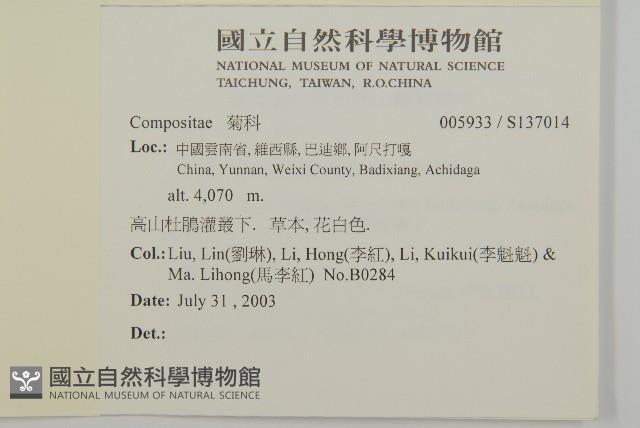 國立自然科學博物館
NATIONAL MUSEUM OF NATURAL SCIENCE
TAICHUNG, TAIWAN, R.O.CHINA
Compositae 菊科 005933 / S137014
Loc.: 中國雲南省, 維西縣, 巴迪鄉, 阿尺打嘎
China, Yunnan, Weixi County, Badixiang, Achidaga
alt. 4,070 m.
高山杜鵑灌叢下. 草本, 花白色.
Col.: Liu, Lin(劉琳), Li, Hong(李紅), Li, Kuikui(李魁魁) &
Ma. Lihong(馬李紅) No.B0284
Date: July 31 , 2003
Det.:
國立自然科學博物館
NATIONAL MUSEUM OF NATURAL SCIENCE